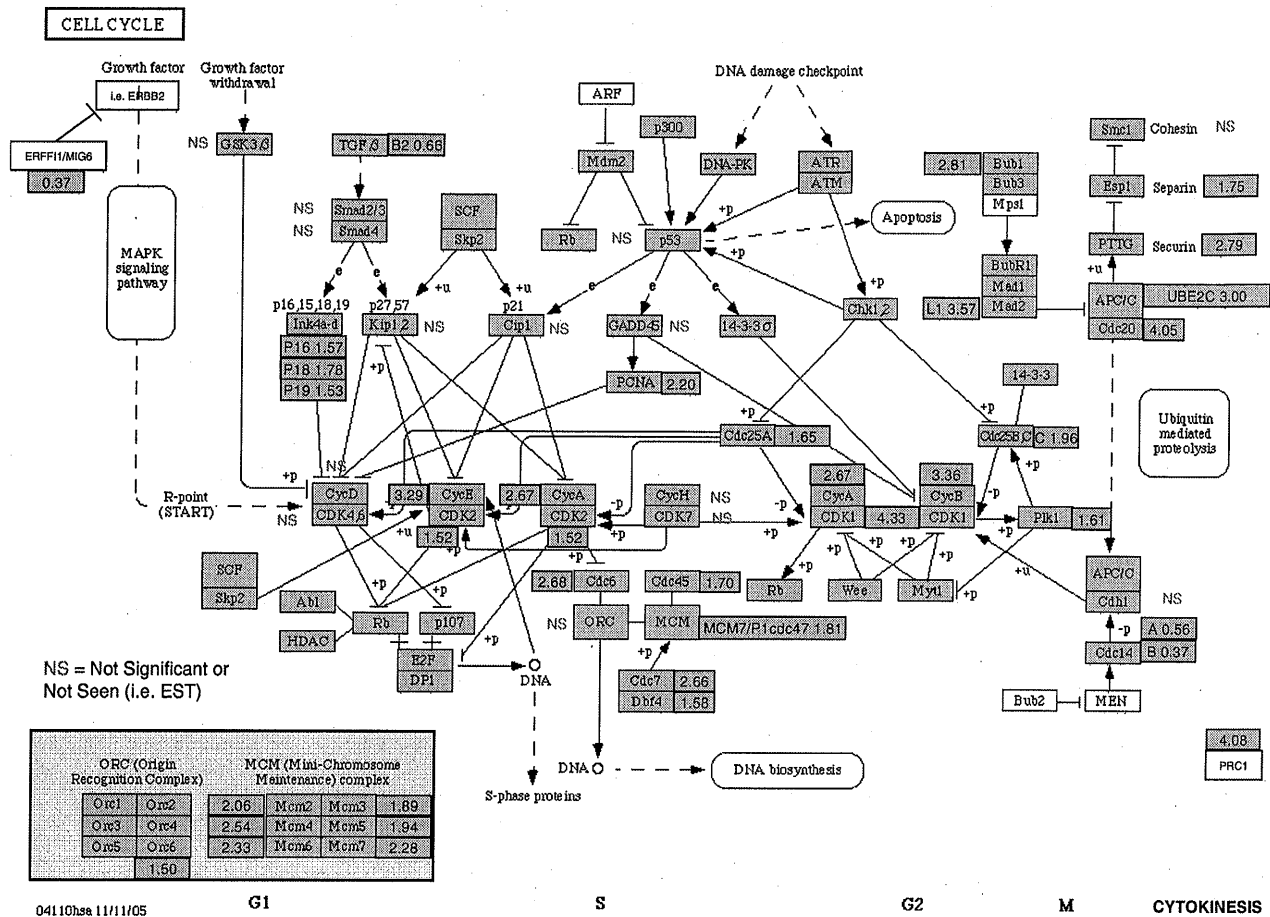 CELL CYCLE
Growth factor
i.e. ERBB2
Growth factor
withdrawal
DNA damage checkpoint
ARF
ERFFI1/MIG6
0.37
NS
GSK3β
TGFβ
B2 0.66
p300
Mdm2
DNA-PK
ATR
ATM
2.81
Bub1
Bub3
Mpsi
Smc1
Cohesin
NS
Esp1
Separin
1.75
MAPK
signaling
pathway
NS
Smad2/3
NS
Smad4
SCF
Skp2
Rb
NS
p53
+p
Apoptosis
+p
PTTG
Securin
2.79
BubR1
Mad1
Mad2
L1 3.57
+u
APC/C
UBE2C 3.00
Cdc20
4.05
e
e
+u
+u
e
e
e
+p
p16,15,18,19
p27,57
p21
Ink4a-d
Kip1,2
NS
Cip1
NS
GADD45
NS
14-3-3σ
Chk1,2
P16 1.57
P18 1.78
P19 1.53
+p
PCNA
2.20
14-3-3
+p
+p
Cdc25A
1.65
Cdc25B,C
C 1.96
Ubiquitin
mediated
proteolysis
R-point
(START)
+p
NS
CycD
CDK4,6
NS
3.29
CycE
CDK2
1.52
2.67
CycA
CDK2
1.52
-p
+p
CycH
CDK7
NS
NS
-p
+p
2.67
CycA
CDK1
4.33
3.36
CycB
CDK1
-p
+p
+p
Plk1
1.61
SCF
Skp2
+u
+p
+p
+p
+p
+p
2.68
Cdc6
Cdc45
1.70
+p
Rb
+p
Wee
+p
Myt1
+p
+p
+u
APC/C
Cdh1
NS
Abl
HDAC
Rb
p107
+p
E2F
DP1
DNA
NS
ORC
MCM
MCM7/P1cdc47 1.81
+p
Cdc7
2.66
Dbf4
1.58
-p
A 0.56
Cdc14
B 0.37
Bub2
MEN
NS = Not Significant or
Not Seen (i.e. EST)
4.08
PRC1
DNA
DNA biosynthesis
S-phase proteins
ORC (Origin
Recognition Complex)
MCM (Mini-Chromosome
Maintenance) complex
Orc1 Orc2 2.06 Mcm2 Mcm3 1.89
Orc3 Orc4 2.54 Mcm4 Mcm5 1.94
Orc5 Orc6 2.33 Mcm6 Mcm7 2.28
1.50
04110hsa 11/11/05
G1
S
G2
M
CYTOKINESIS